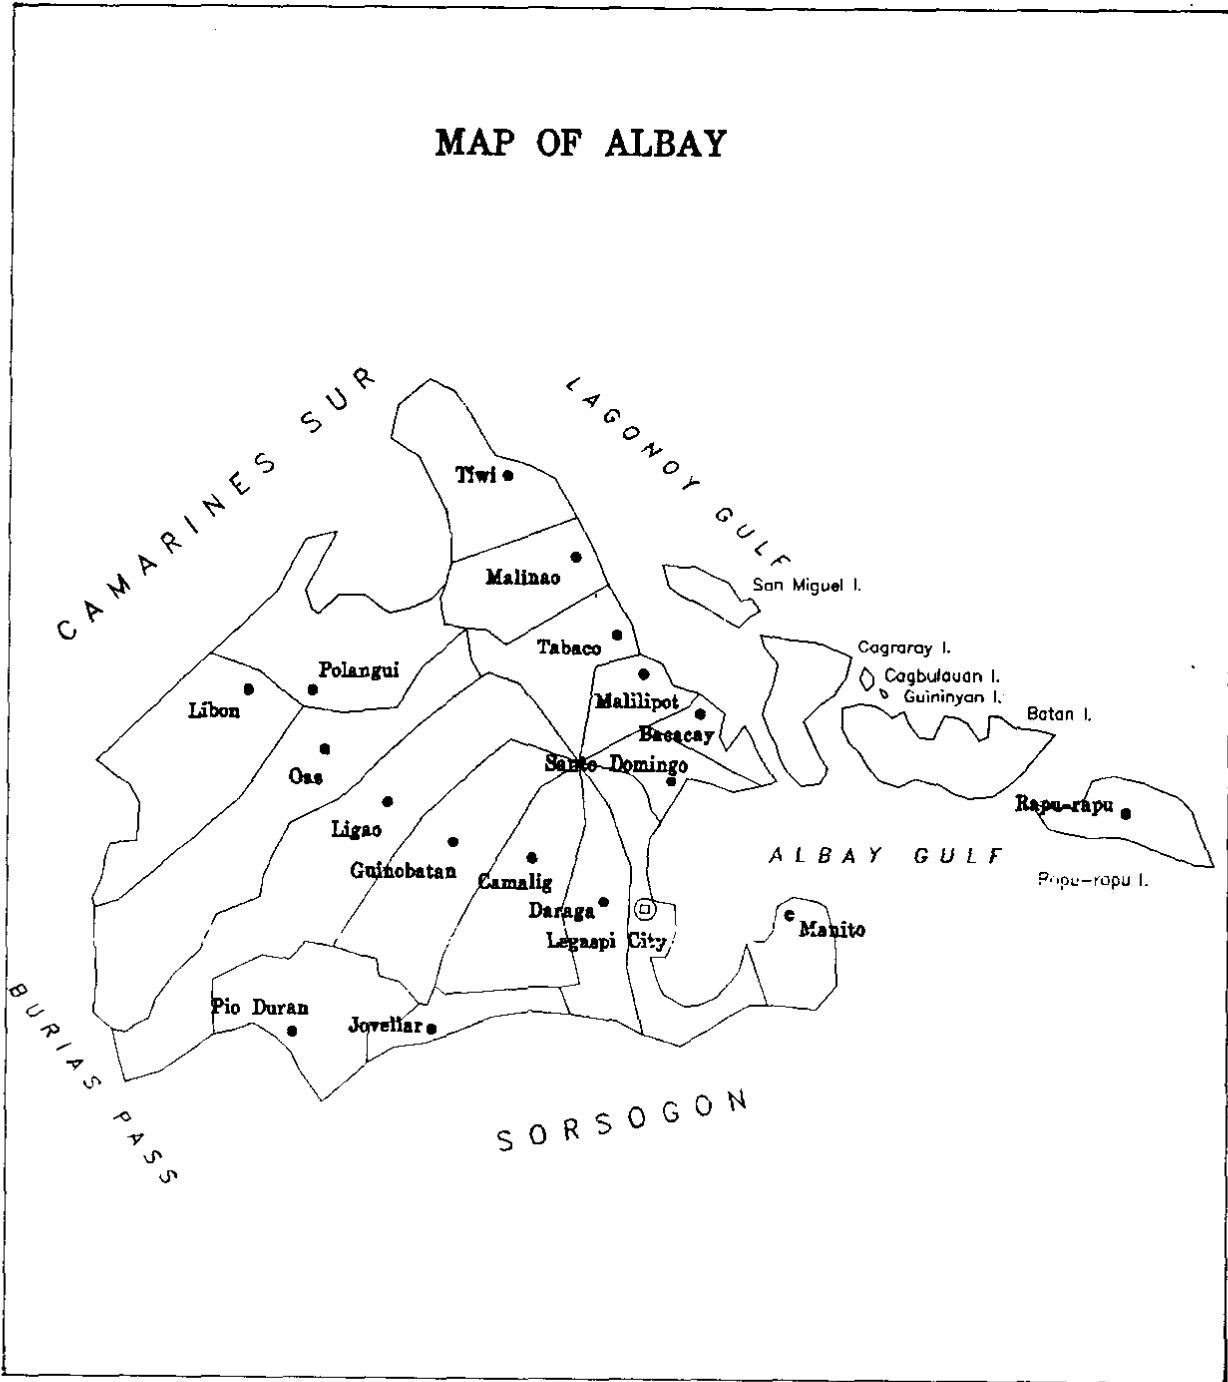 MAP OF ALBAY
CAMARINES SUR
LAGONOY GULF
Tiwi
Malinao
San Miguel I.
Tabaco
Cagraray I.
Polangui
Cagbulauan I.
Guininyan I.
Libon
Malilipot
Batan I.
Bacacay
Oas
Santo Domingo
Rapu-rapu
Ligao
ALBAY GULF
Guinobatan
Camalig
Rapu-rapu I.
Daraga
Manito
Legaspi City
BURIAS PASS
Pio Duran
Jovellar
SORSOGON